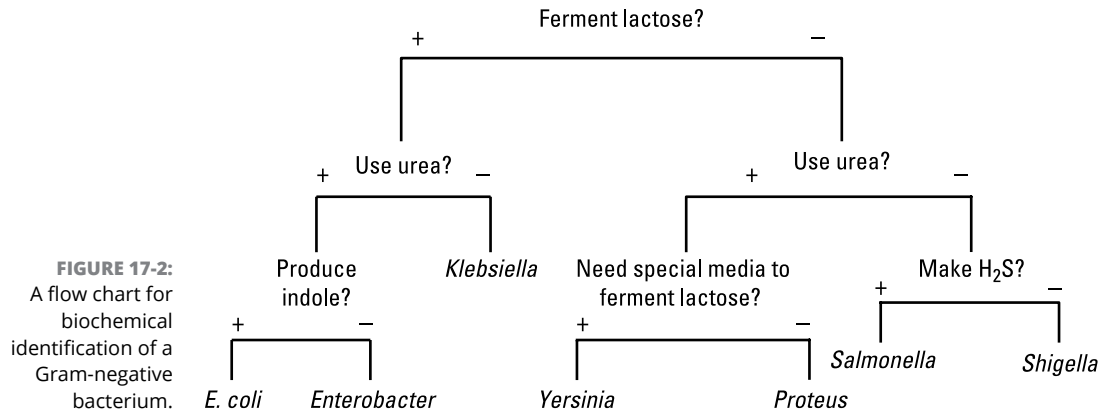 Ferment lactose?
+ −
Use urea?
+ −
Use urea?
+ −
FIGURE 17-2:
A flow chart for
biochemical
identification of a
Gram-negative
bacterium.
Produce
indole?
+ −
Klebsiella
Need special media to
ferment lactose?
+ −
Make H₂S?
+ −
E. coli
Enterobacter
Yersinia
Proteus
Salmonella
Shigella